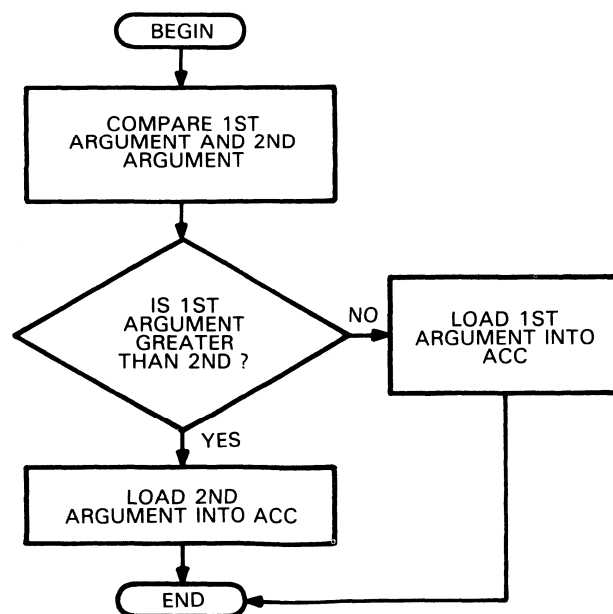 BEGIN
COMPARE 1ST
ARGUMENT AND 2ND
ARGUMENT
IS 1ST
ARGUMENT
GREATER
THAN 2ND ?
NO
LOAD 1ST
ARGUMENT INTO
ACC
YES
LOAD 2ND
ARGUMENT INTO ACC
END